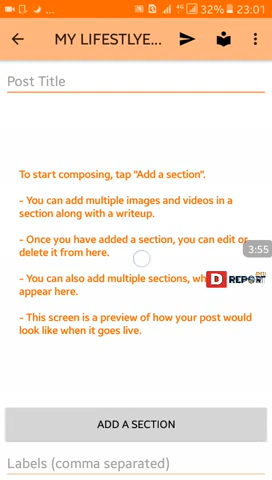 4G 32% 23:01
MY LIFESTLYE...
Post Title
To start composing, tap "Add a section".
- You can add multiple images and videos in a
section along with a writeup.
- Once you have added a section, you can edit or
delete it from here.
3:55
- You can also add multiple sections, wh
D REPORT
appear here.
- This screen is a preview of how your post would
look like when it goes live.
ADD A SECTION
Labels (comma separated)